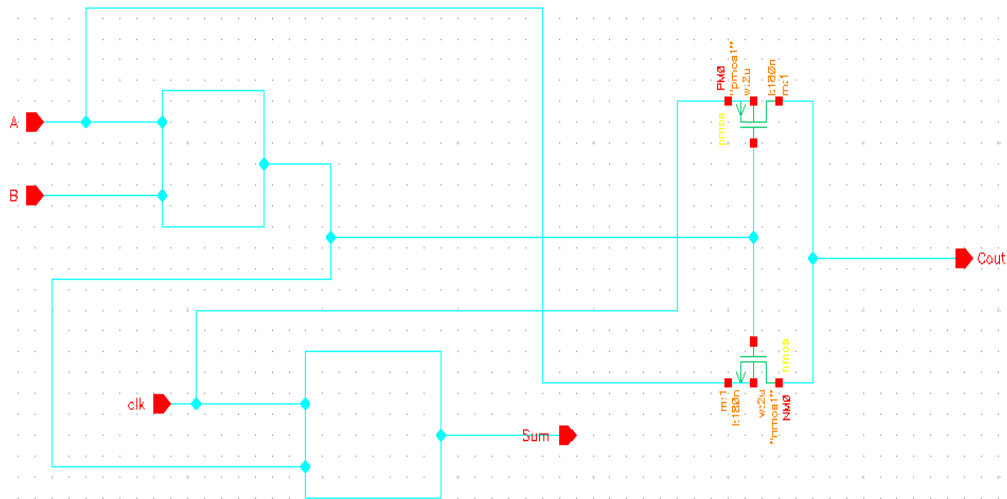 A
B
clk
Sum
Cout
PM0
"pmos1"
w:2u
l:180n
m:1
pmos
nmos
m:1
l:180n
w:2u
"nmos1"
NM0